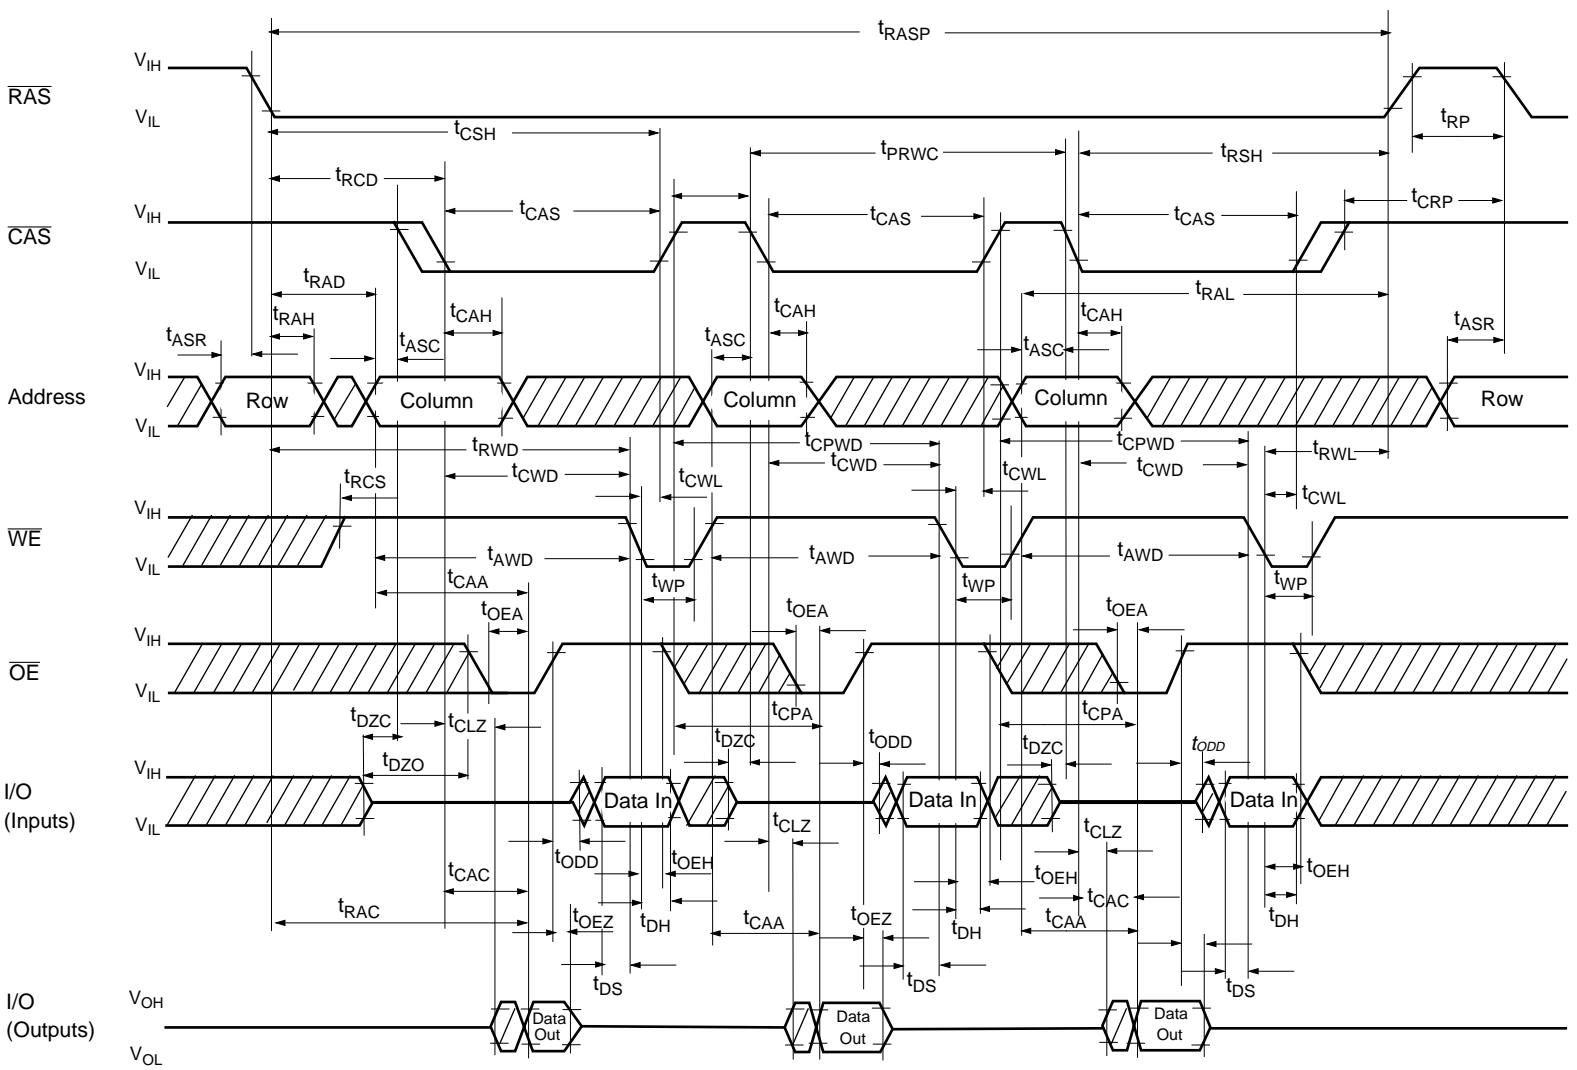 tRASP
VIH
RAS
VIL
tRP
tCSH
tPRWC
tRSH
tRCD
tCRP
VIH
tCAS
tCAS
tCAS
CAS
VIL
tRAD
tRAL
tRAH
tCAH
tCAH
tCAH
tASR
tASC
tASC
tASC
tASR
VIH
Address
Row
Column
Column
Column
Row
VIL
tRWD
tCPWD
tCPWD
tRWL
tCWD
tCWD
tCWD
tRCS
tCWL
tCWL
tCWL
VIH
WE
VIL
tAWD
tAWD
tAWD
tCAA
tWP
tWP
tWP
tOEA
tOEA
tOEA
VIH
OE
VIL
tDZC
tCLZ
tCPA
tCPA
tDZO
tDZC
tODD
tDZC
tODD
VIH
I/O
(Inputs)
Data In
Data In
Data In
VIL
tCLZ
tCLZ
tODD
tOEH
tOEH
tOEH
tCAC
tCAC
tRAC
tOEZ
tDH
tCAA
tOEZ
tDH
tCAA
tDH
tDS
tDS
tDS
VOH
I/O
(Outputs)
Data
Out
Data
Out
Data
Out
VOL